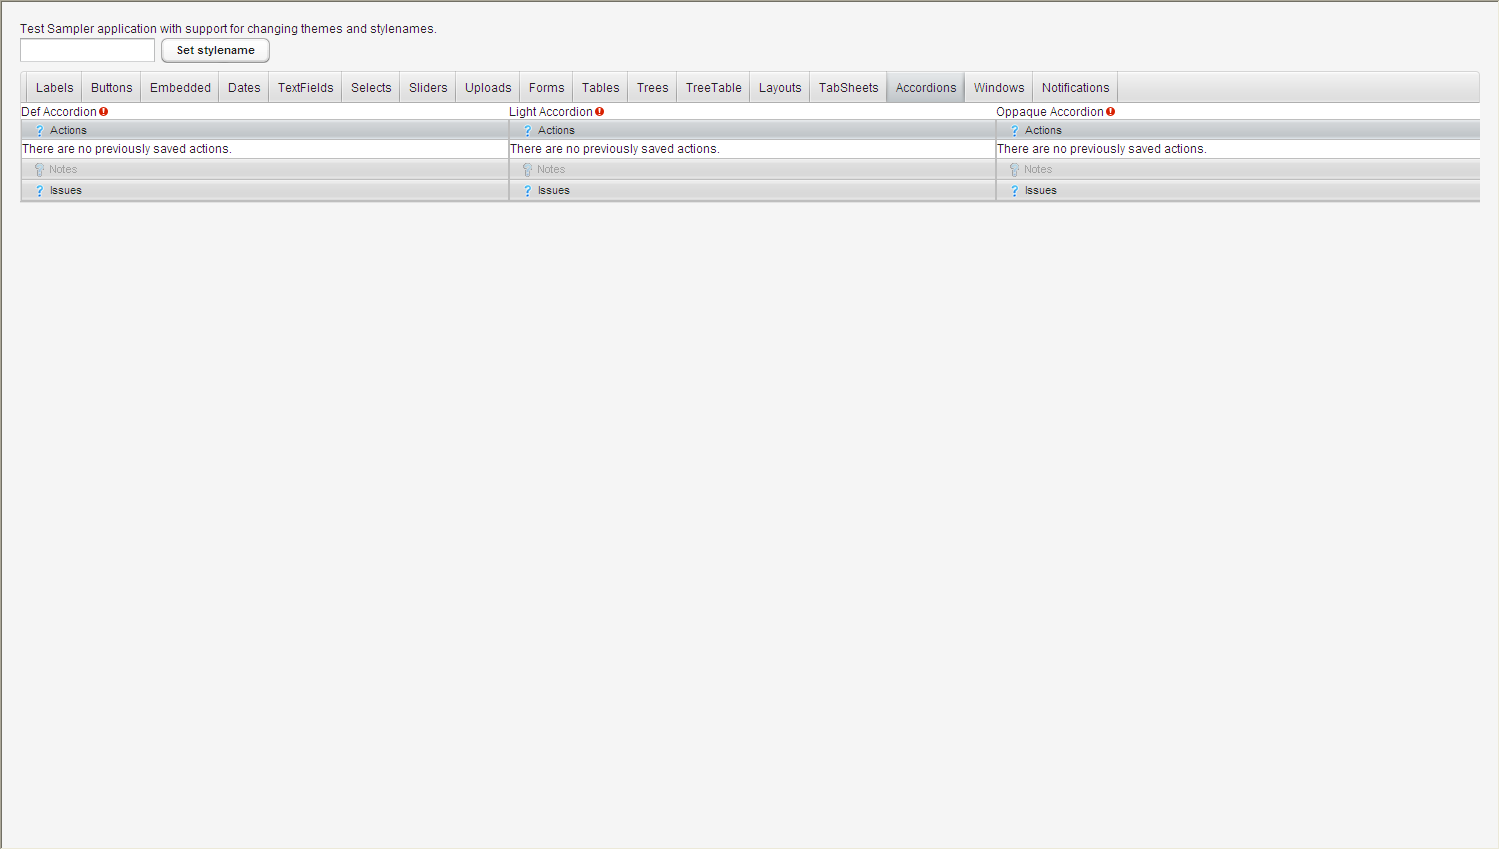 Test Sampler application with support for changing themes and stylenames.
Set stylename
Labels Buttons Embedded Dates TextFields Selects Sliders Uploads Forms Tables Trees TreeTable Layouts TabSheets Accordions Windows Notifications
Def Accordion Light Accordion Oppaque Accordion
Actions Actions Actions
There are no previously saved actions. There are no previously saved actions. There are no previously saved actions.
Notes Notes Notes
Issues Issues Issues